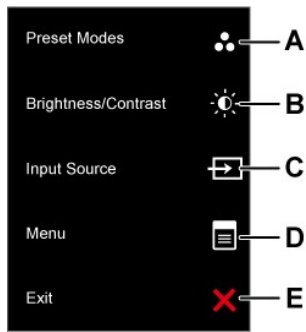 Preset Modes A
Brightness/Contrast B
Input Source C
Menu D
Exit E